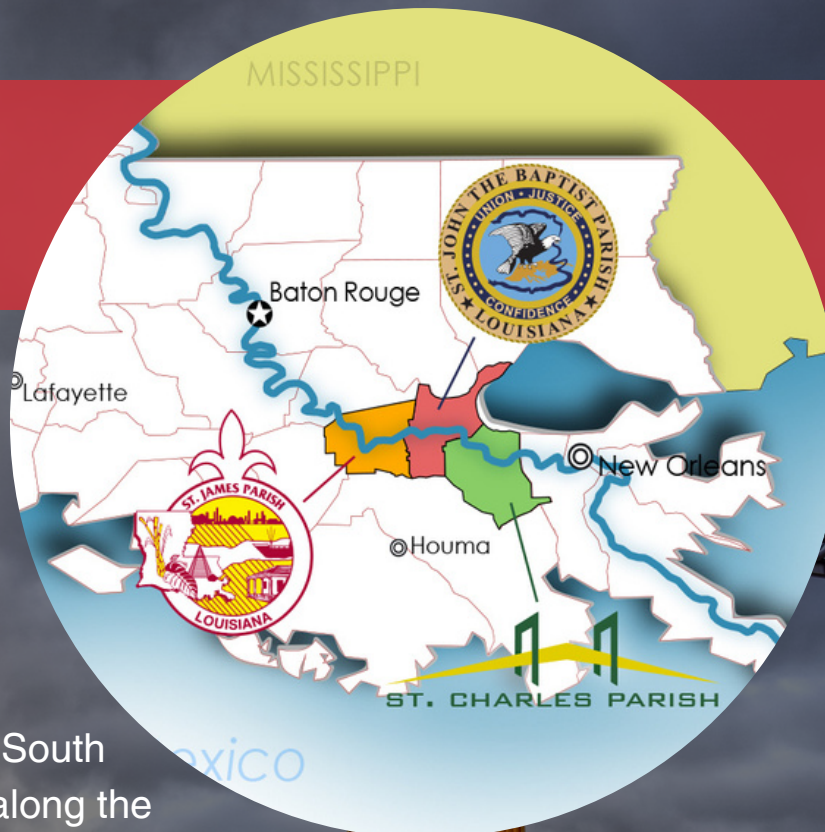 MISSISSIPPI
ST. JOHN THE BAPTIST PARISH
UNION • JUSTICE
CONFIDENCE
★ LOUISIANA ★
Baton Rouge
Lafayette
New Orleans
ST. JAMES PARISH
LOUISIANA
Houma
ST. CHARLES PARISH
South
exico
along the